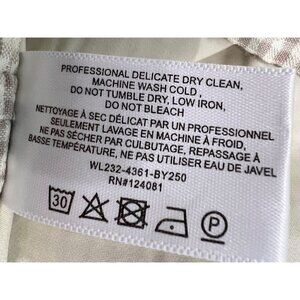 PROFESSIONAL DELICATE DRY CLEAN,
MACHINE WASH COLD ,
DO NOT TUMBLE DRY, LOW IRON,
DO NOT BLEACH
NETTOYAGE À SEC DÉLICAT PAR UN PROFESSIONNEL
SEULEMENT LAVAGE EN MACHINE À FROID,
NE PAS SÉCHER PAR CULBUTAGE, REPASSAGE À
BASSE TEMPÉRATURE, NE PAS UTILISER EAU DE JAVEL
WL232-4361-BY250
RN#124081
30 P